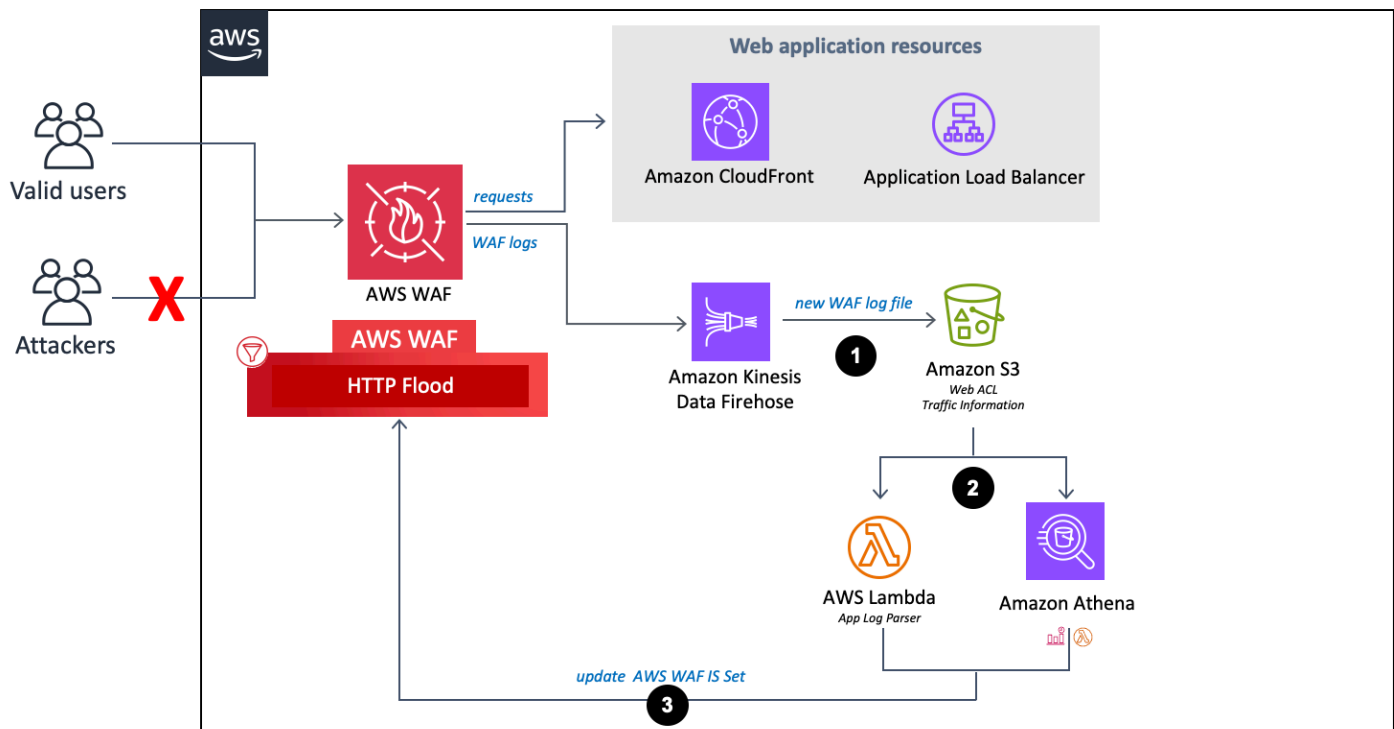 aws
Web application resources
Amazon CloudFront
Application Load Balancer
Valid users
Attackers
X
requests
WAF logs
AWS WAF
AWS WAF
HTTP Flood
Amazon Kinesis
Data Firehose
new WAF log file
1
Amazon S3
Web ACL
Traffic Information
2
AWS Lambda
App Log Parser
Amazon Athena
update AWS WAF IS Set
3